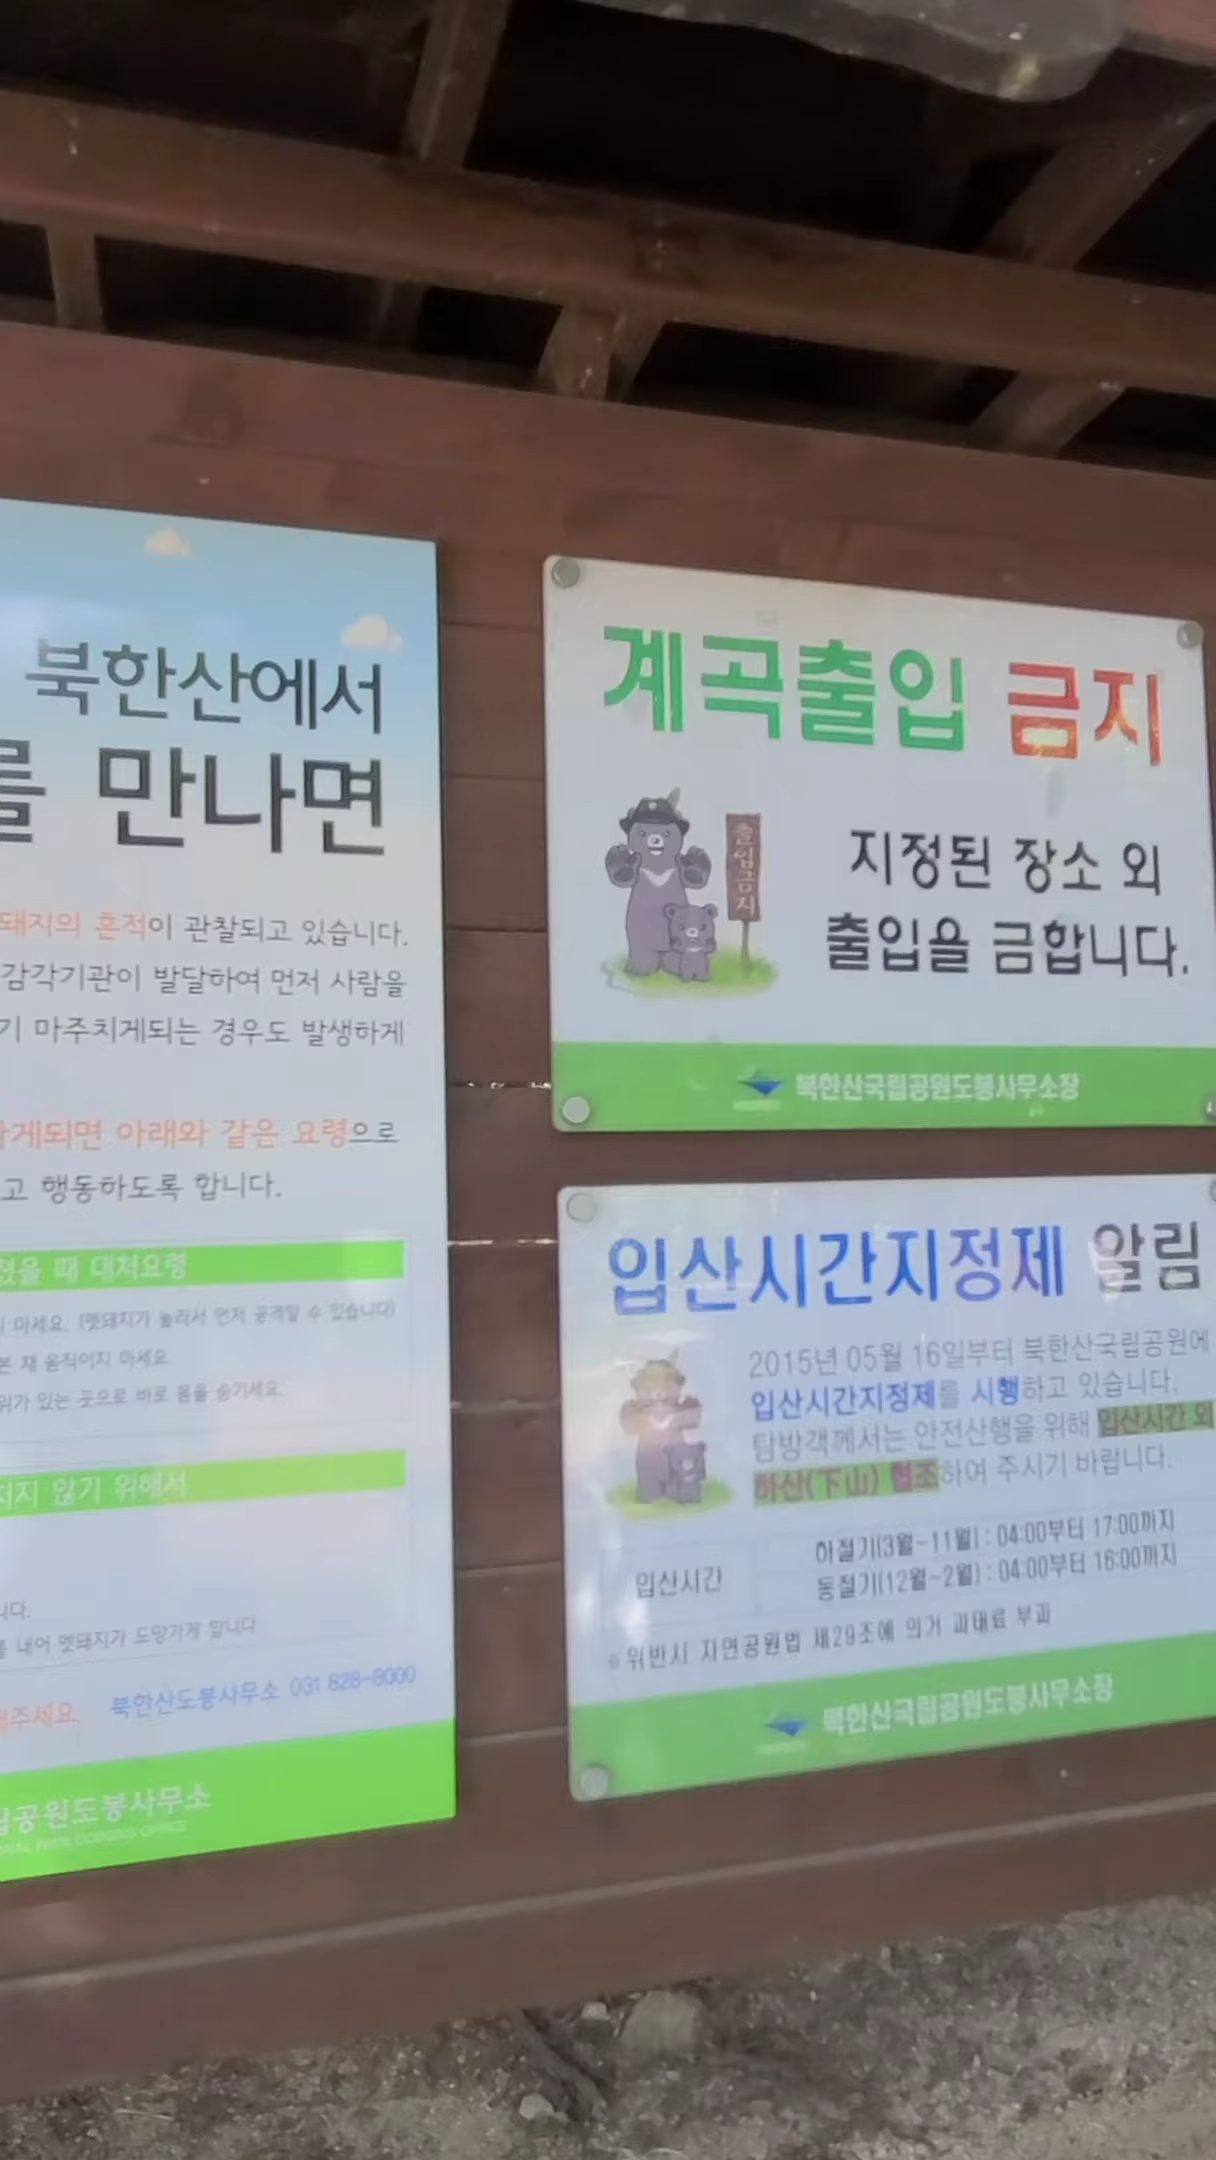 북한산에서
를 만나면
돼지의 흔적이 관찰되고 있습니다.
감각기관이 발달하여 먼저 사람을
기 마주치게되는 경우도 발생하게
하게되면 아래와 같은 요령으로
고 행동하도록 합니다.
쳤을 때 대처요령
마세요. (멧돼지가 놀라서 먼저 공격할 수 있습니다)
본 채 움직이지 마세요.
위가 있는 곳으로 바로 몸을 숨기세요.
지 않기 위해서
니다.
를 내어 멧돼지가 도망가게 합니다
해주세요. 북한산도봉사무소 031 828-8000
립공원도봉사무소
계곡출입 금지
출입금지
지정된 장소 외
출입을 금합니다.
북한산국립공원도봉사무소장
입산시간지정제 알림
2015년 05월 16일부터 북한산국립공원에
입산시간지정제를 시행하고 있습니다.
탐방객께서는 안전산행을 위해 입산시간 외
하산(下山) 협조하여 주시기 바랍니다.
입산시간
하절기(3월-11월) : 04:00부터 17:00까지
동절기(12월-2월) : 04:00부터 16:00까지
※위반시 자연공원법 제29조에 의거 과태료 부과
북한산국립공원도봉사무소장